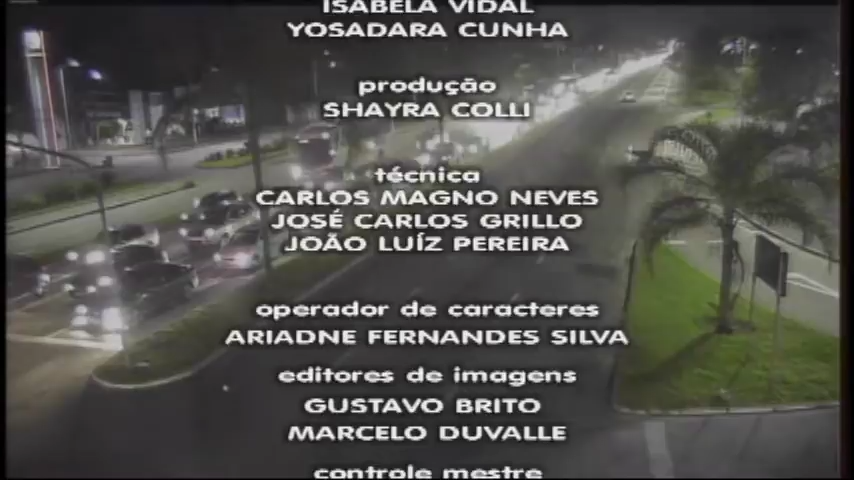 ISABELA VIDAL
YOSADARA CUNHA
produção
SHAYRA COLLI
técnica
CARLOS MAGNO NEVES
JOSÉ CARLOS GRILLO
JOÃO LUÍZ PEREIRA
operador de caracteres
ARIADNE FERNANDES SILVA
editores de imagens
GUSTAVO BRITO
MARCELO DUVALLE
controle mestre